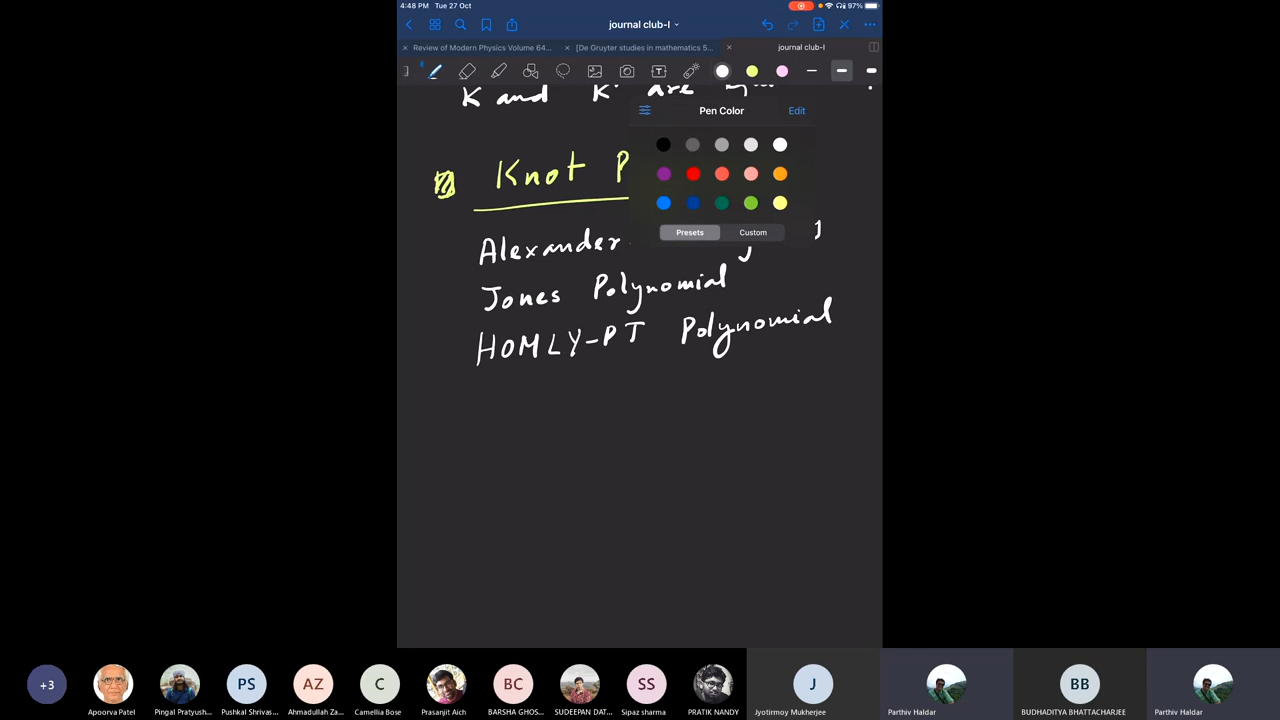 4:48 PM Tue 27 Oct
97%
journal club-I
Review of Modern Physics Volume 64...
[De Gruyter studies in mathematics 5...
journal club-I
K and K' are
Pen Color
Edit
Knot P
Alexander
Presets
Custom
Jones Polynomial
HOMLY-PT Polynomial
+3
PS
AZ
C
BC
SS
J
BB
Apoorva Patel
Pingal Pratyush...
Pushkal Shrivas...
Ahmadullah Za...
Camellia Bose
Prasanjit Aich
BARSHA GHOS...
SUDEEPAN DAT...
Sipaz sharma
PRATIK NANDY
Jyotirmoy Mukherjee
Parthiv Haldar
BUDHADITYA BHATTACHARJEE
Parthiv Haldar